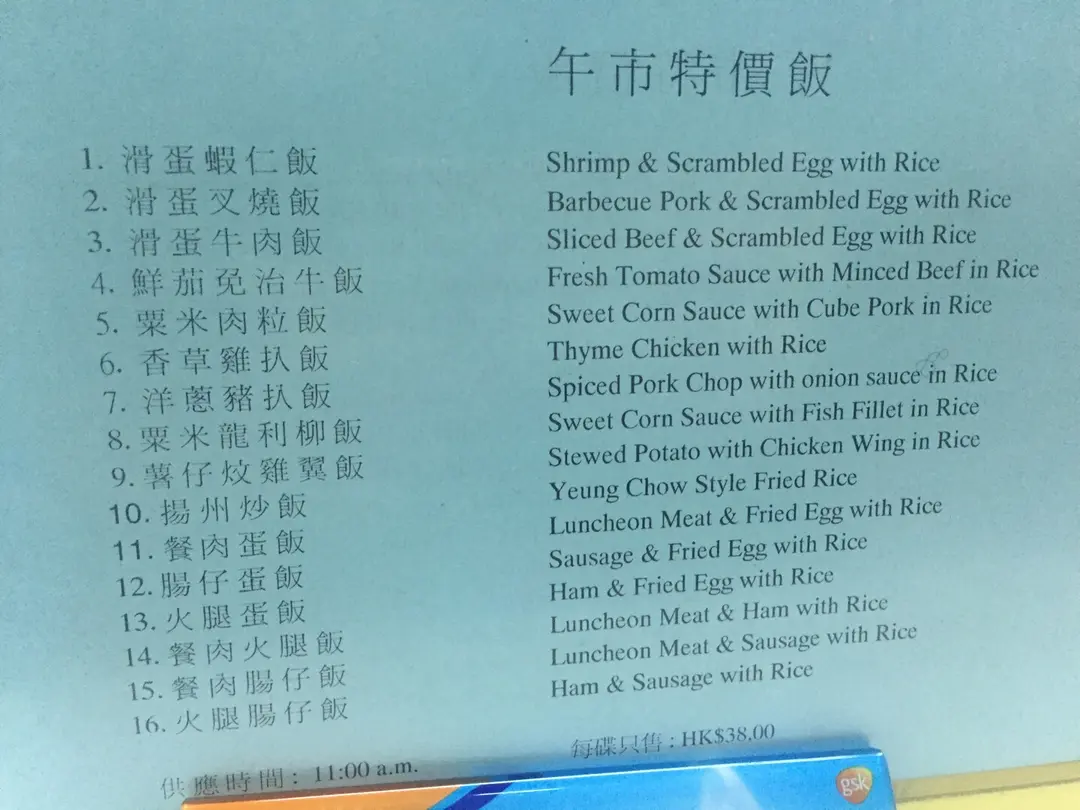 午市特價飯
1. 滑蛋蝦仁飯 Shrimp & Scrambled Egg with Rice
2. 滑蛋叉燒飯 Barbecue Pork & Scrambled Egg with Rice
3. 滑蛋牛肉飯 Sliced Beef & Scrambled Egg with Rice
4. 鮮茄免治牛飯 Fresh Tomato Sauce with Minced Beef in Rice
5. 粟米肉粒飯 Sweet Corn Sauce with Cube Pork in Rice
6. 香草雞扒飯 Thyme Chicken with Rice
7. 洋蔥豬扒飯 Spiced Pork Chop with onion sauce in Rice
8. 粟米龍利柳飯 Sweet Corn Sauce with Fish Fillet in Rice
9. 薯仔炆雞翼飯 Stewed Potato with Chicken Wing in Rice
10. 揚州炒飯 Yeung Chow Style Fried Rice
11. 餐肉蛋飯 Luncheon Meat & Fried Egg with Rice
12. 腸仔蛋飯 Sausage & Fried Egg with Rice
13. 火腿蛋飯 Ham & Fried Egg with Rice
14. 餐肉火腿飯 Luncheon Meat & Ham with Rice
15. 餐肉腸仔飯 Luncheon Meat & Sausage with Rice
16. 火腿腸仔飯 Ham & Sausage with Rice
供應時間 : 11:00 a.m. 每碟只售 : HK$38.00
gsk